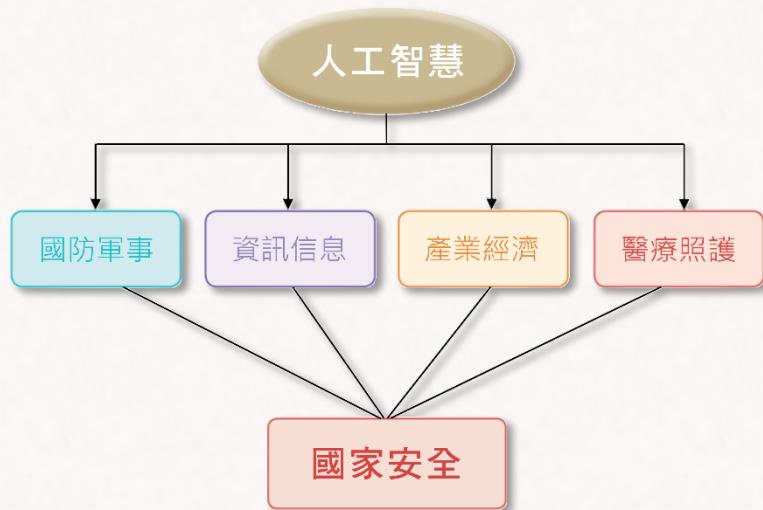 人工智慧
國防軍事
資訊信息
產業經濟
醫療照護
國家安全